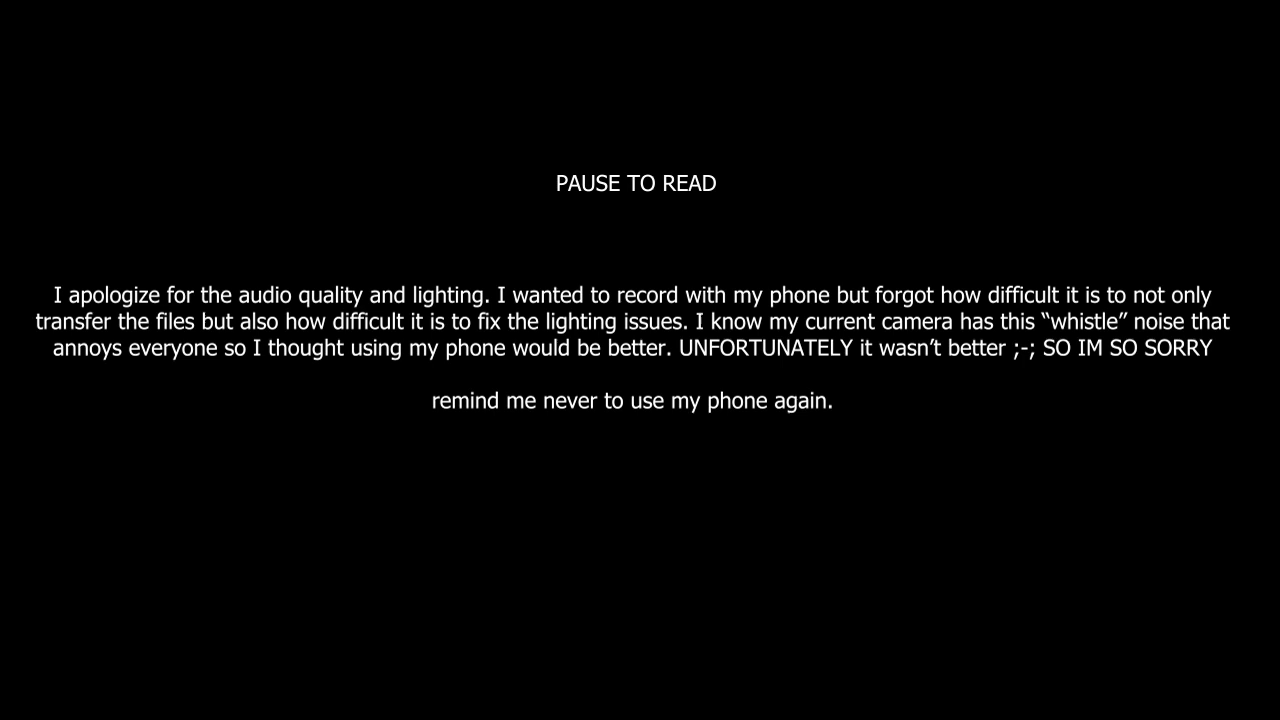 PAUSE TO READ
I apologize for the audio quality and lighting. I wanted to record with my phone but forgot how difficult it is to not only
transfer the files but also how difficult it is to fix the lighting issues. I know my current camera has this “whistle” noise that
annoys everyone so I thought using my phone would be better. UNFORTUNATELY it wasn’t better ;-; SO IM SO SORRY
remind me never to use my phone again.